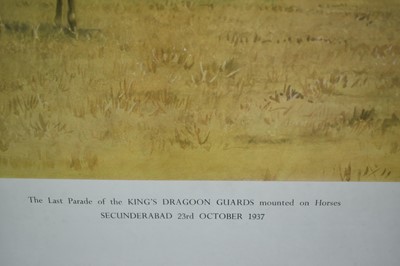 The Last Parade of the KING'S DRAGOON GUARDS mounted on Horses
SECUNDERABAD 23rd OCTOBER 1937